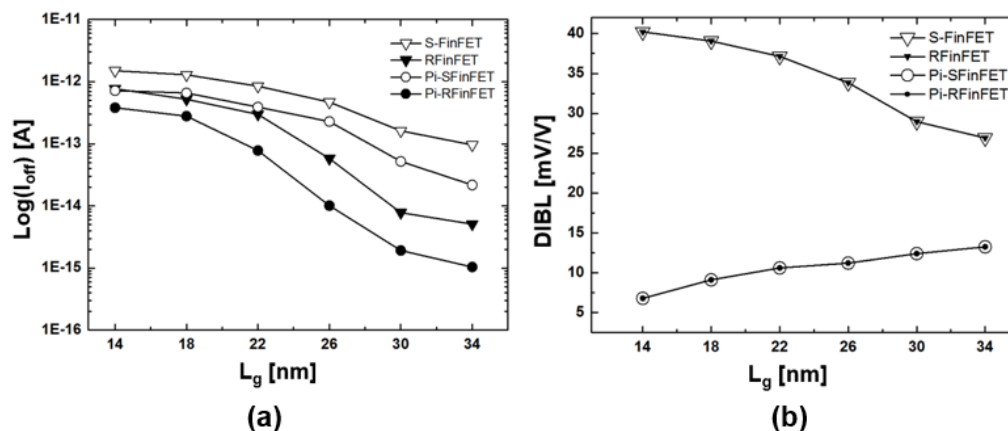 1E-11
1E-12
1E-13
1E-14
1E-15
1E-16
Log(Ioff) [A]
S-FinFET
RFinFET
Pi-SFinFET
Pi-RFinFET
14 18 22 26 30 34
Lg [nm]
(a)
40
35
30
25
20
15
10
5
DIBL [mV/V]
S-FinFET
RFinFET
Pi-SFinFET
Pi-RFinFET
14 18 22 26 30 34
Lg [nm]
(b)